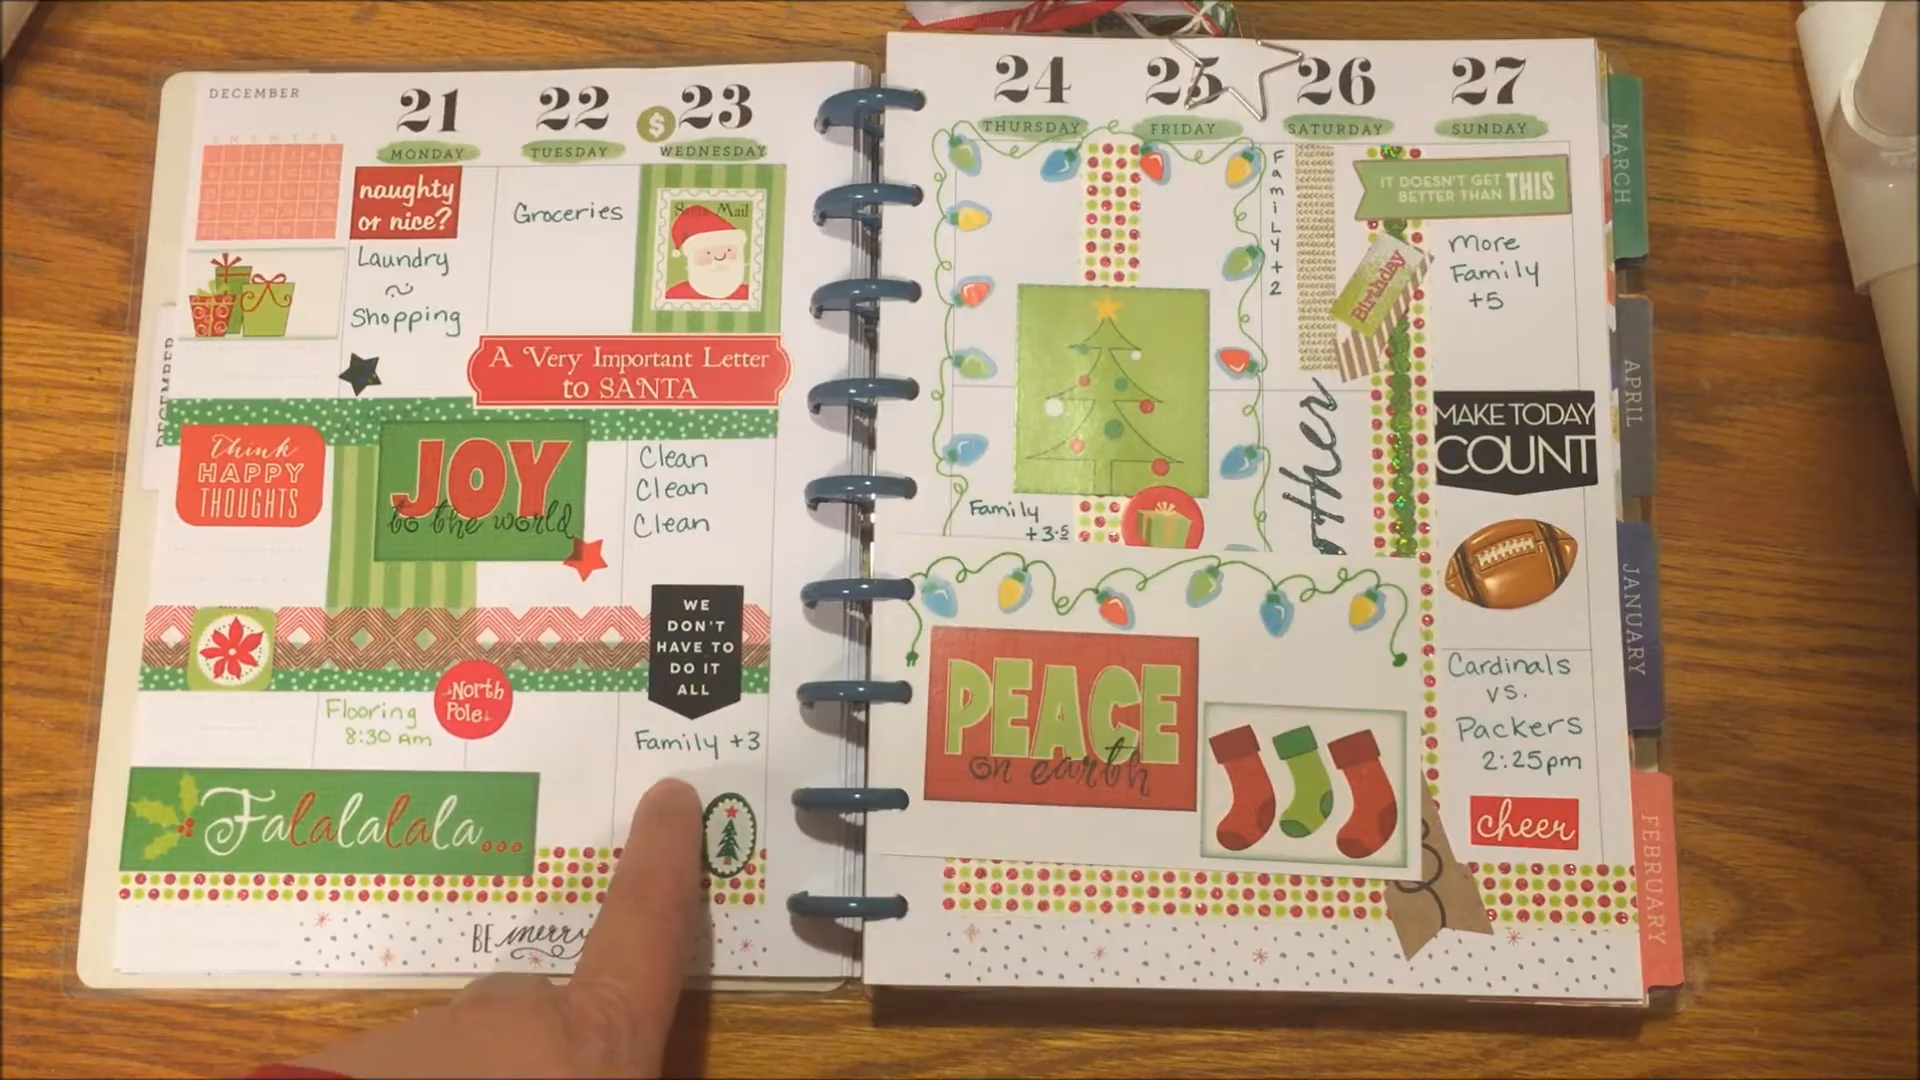 DECEMBER
21
MONDAY
22
TUESDAY
$
23
WEDNESDAY
naughty
or nice?
Laundry
~
Shopping
Groceries
Mail
A Very Important Letter
to SANTA
DECEMBER
Think
HAPPY
THOUGHTS
JOY
to the world
Clean
Clean
Clean
WE
DON'T
HAVE TO
DO IT
ALL
North
Pole
Flooring
8:30 Am
Family +3
Falalalala...
BE merry
24
THURSDAY
25
FRIDAY
26
SATURDAY
27
SUNDAY
Family +2
IT DOESN'T GET
BETTER THAN THIS
Birthday
More
Family
+5
Family
+3.5
other
MAKE TODAY
COUNT
PEACE
on earth
Cardinals
vs.
Packers
2:25pm
cheer
MARCH
APRIL
JANUARY
FEBRUARY